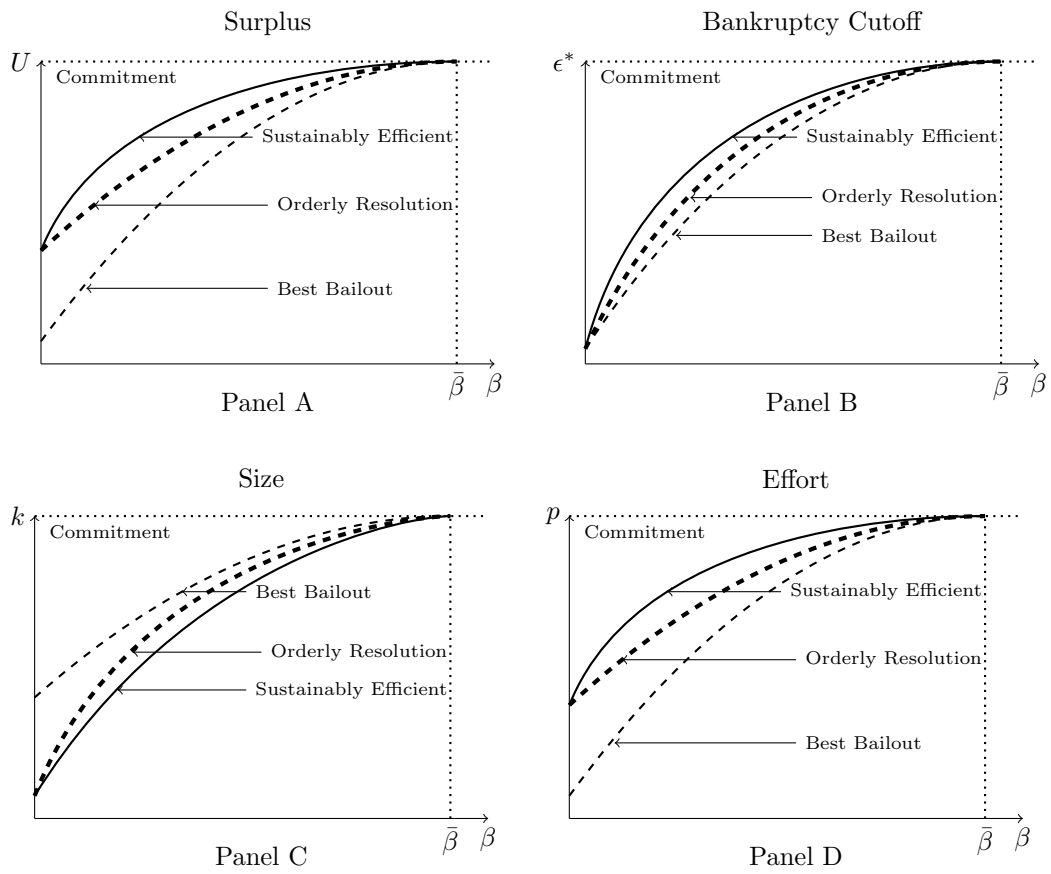 Surplus
U
Commitment
Sustainably Efficient
Orderly Resolution
Best Bailout
β̄
β
Panel A
Bankruptcy Cutoff
ϵ*
Commitment
Sustainably Efficient
Orderly Resolution
Best Bailout
β̄
β
Panel B
Size
k
Commitment
Best Bailout
Orderly Resolution
Sustainably Efficient
β̄
β
Panel C
Effort
p
Commitment
Sustainably Efficient
Orderly Resolution
Best Bailout
β̄
β
Panel D